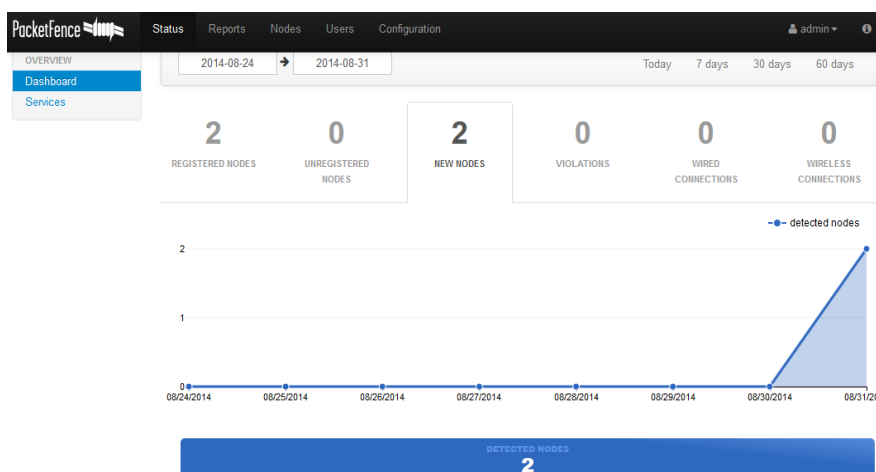 PacketFence
Status Reports Nodes Users Configuration admin
OVERVIEW
Dashboard
Services
2014-08-24 2014-08-31 Today 7 days 30 days 60 days
2 0 2 0 0 0
REGISTERED NODES UNREGISTERED NODES NEW NODES VIOLATIONS WIRED CONNECTIONS WIRELESS CONNECTIONS
detected nodes
2
1
0
08/24/2014 08/25/2014 08/26/2014 08/27/2014 08/28/2014 08/29/2014 08/30/2014 08/31/20
DETECTED NODES
2